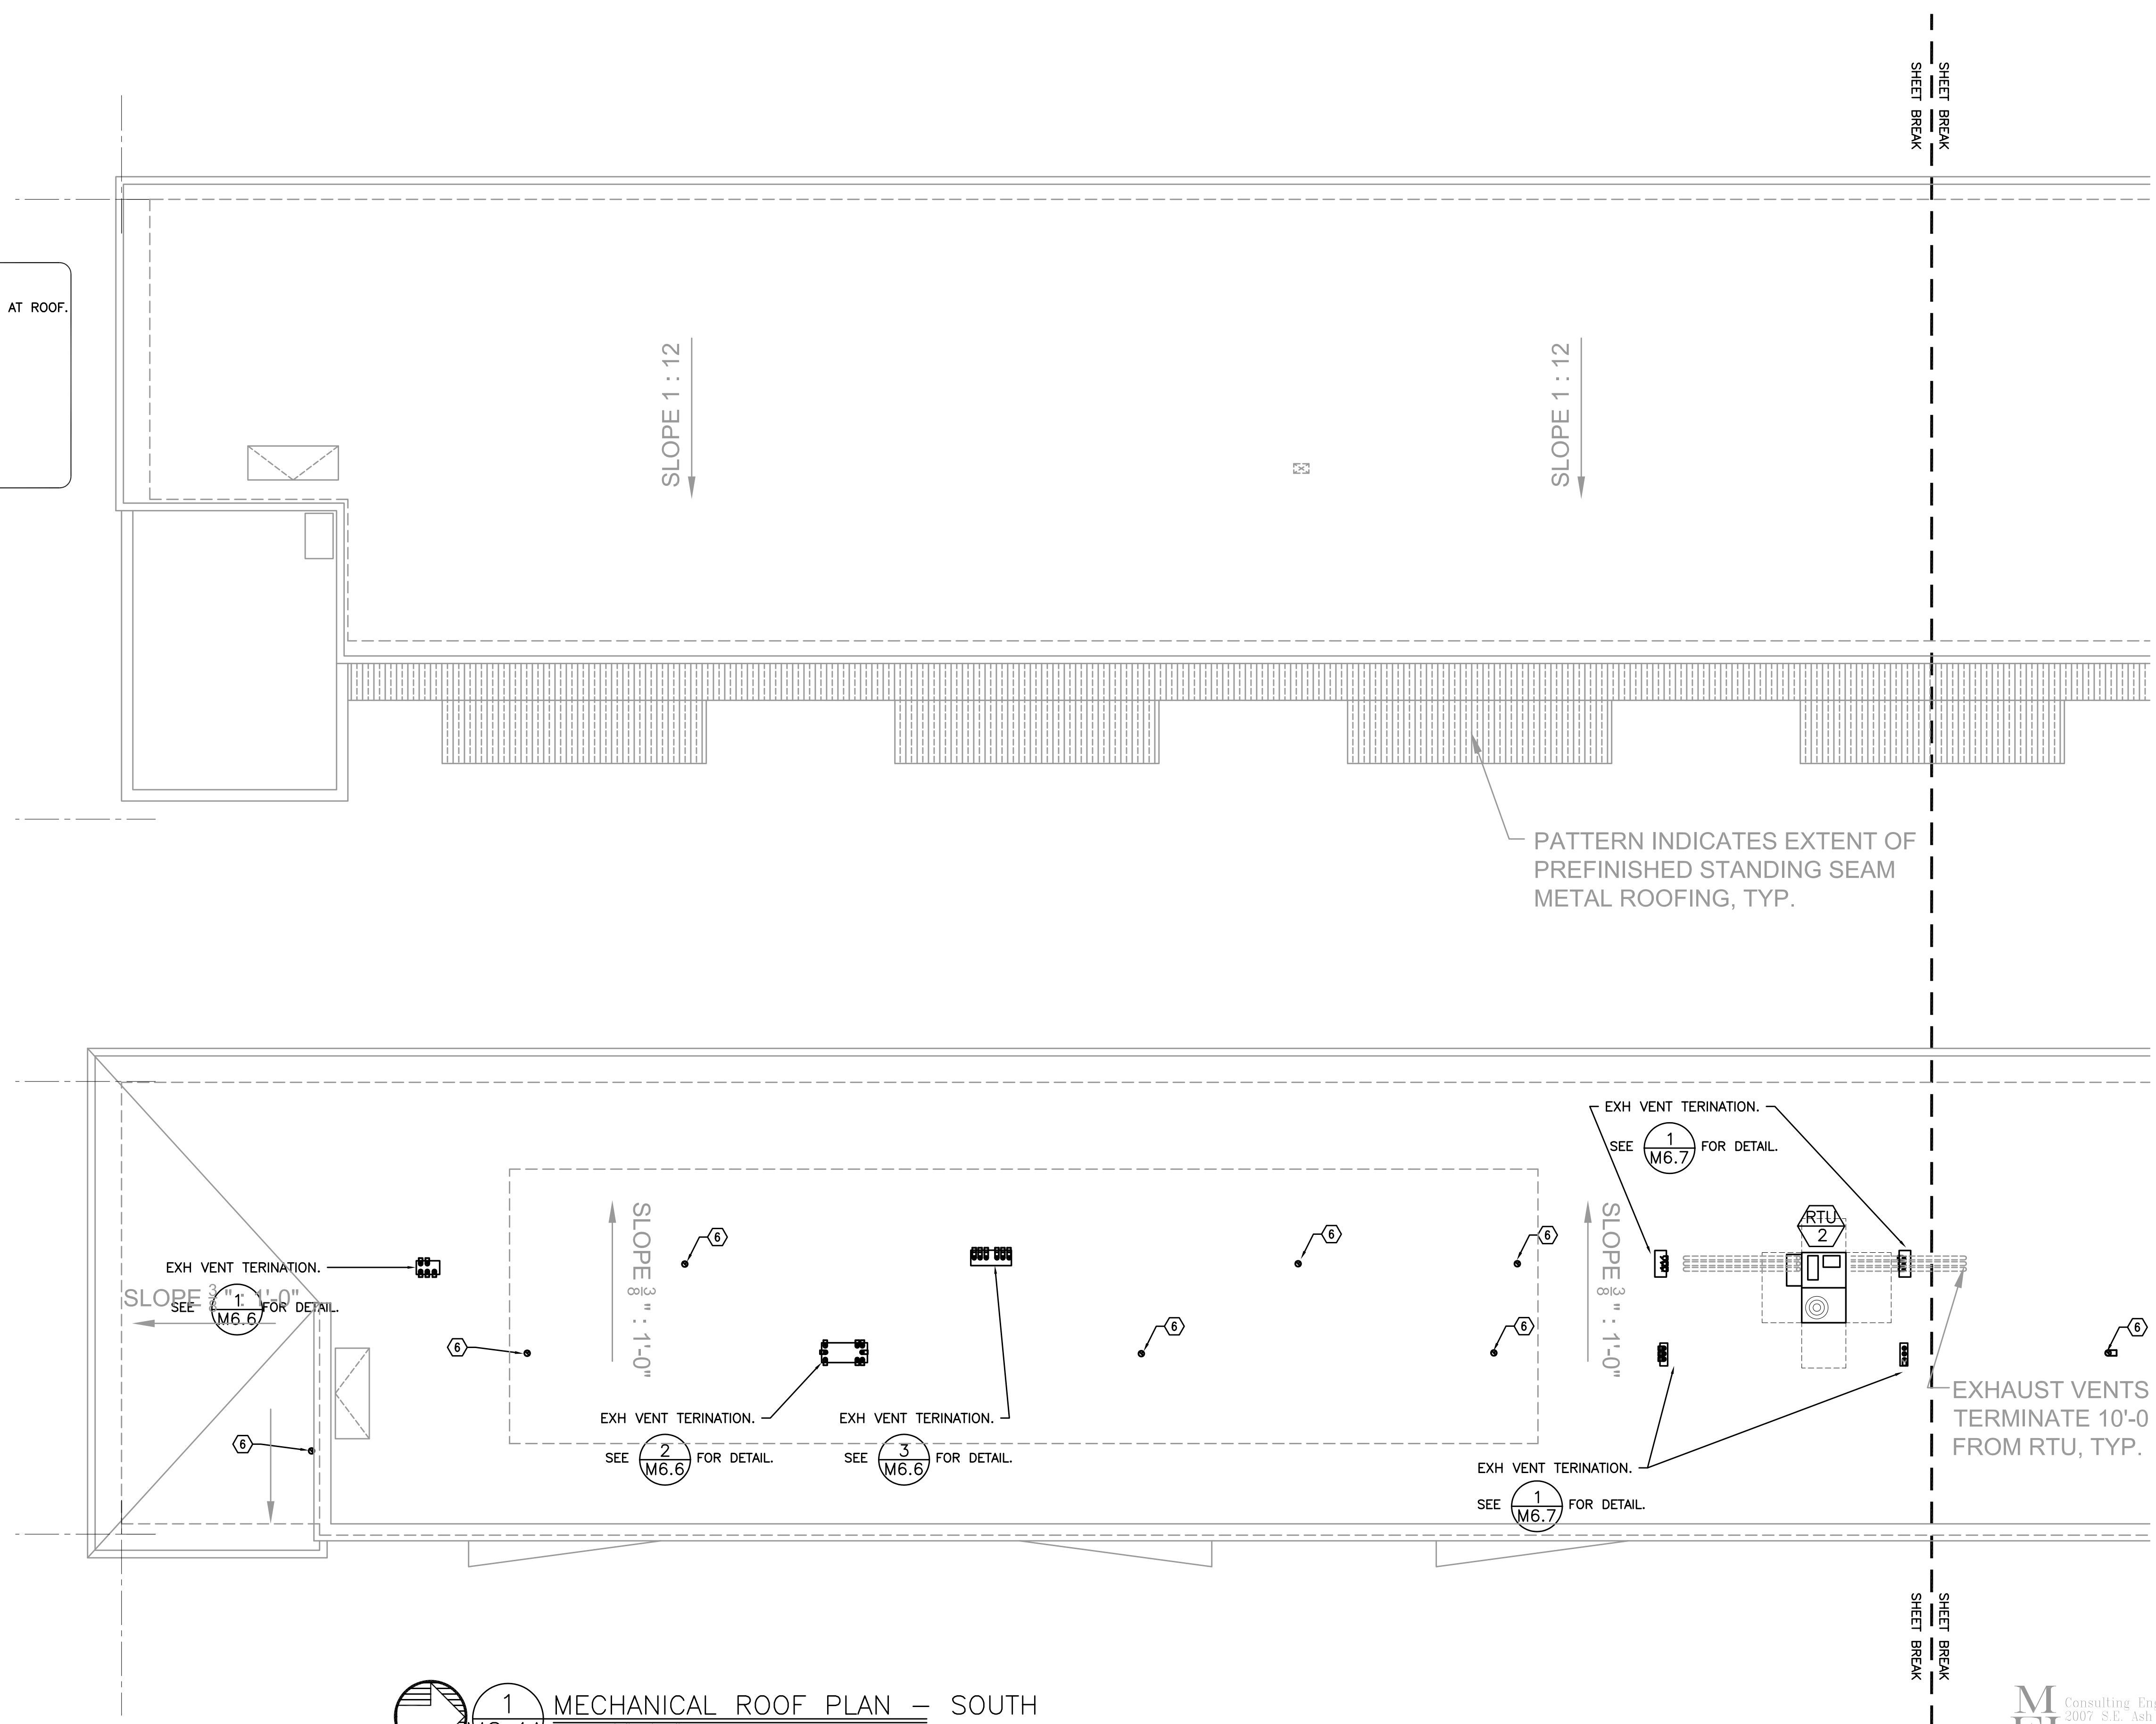 SHEET BREAK
SHEET BREAK
AT ROOF.
SLOPE 1 : 12
SLOPE 1 : 12
PATTERN INDICATES EXTENT OF
PREFINISHED STANDING SEAM
METAL ROOFING, TYP.
EXH VENT TERINATION.
SEE 1 M6.7 FOR DETAIL.
RTU
2
SLOPE 3/8" : 1'-0"
SLOPE 3/8" : 1'-0"
6
6
6
EXH VENT TERINATION.
SEE 1 M6.6 FOR DETAIL.
SLOPE 3/8" : 1'-0"
6
6
6
6
6
EXHAUST VENTS
TERMINATE 10'-0
FROM RTU, TYP.
EXH VENT TERINATION.
SEE 2 M6.6 FOR DETAIL.
EXH VENT TERINATION.
SEE 3 M6.6 FOR DETAIL.
EXH VENT TERINATION.
SEE 1 M6.7 FOR DETAIL.
SHEET BREAK
SHEET BREAK
1
MECHANICAL ROOF PLAN – SOUTH
M
Consulting Eng
2007 S.E. Ash